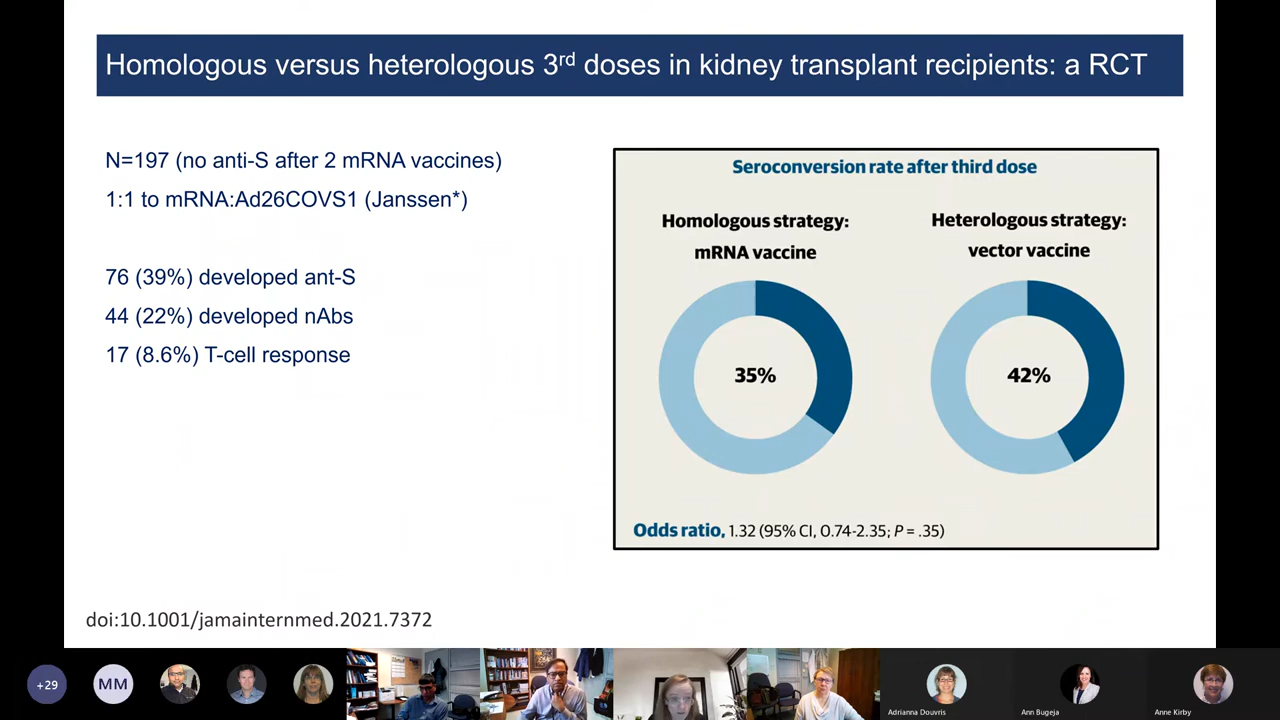 Homologous versus heterologous 3rd doses in kidney transplant recipients: a RCT
N=197 (no anti-S after 2 mRNA vaccines)
1:1 to mRNA:Ad26COVS1 (Janssen*)
76 (39%) developed ant-S
44 (22%) developed nAbs
17 (8.6%) T-cell response
Seroconversion rate after third dose
Homologous strategy:
mRNA vaccine
Heterologous strategy:
vector vaccine
35%
42%
Odds ratio, 1.32 (95% CI, 0.74-2.35; P = .35)
doi:10.1001/jamainternmed.2021.7372
+29
MM
Adrianna Douvris
Ann Bugeja
Anne Kirby